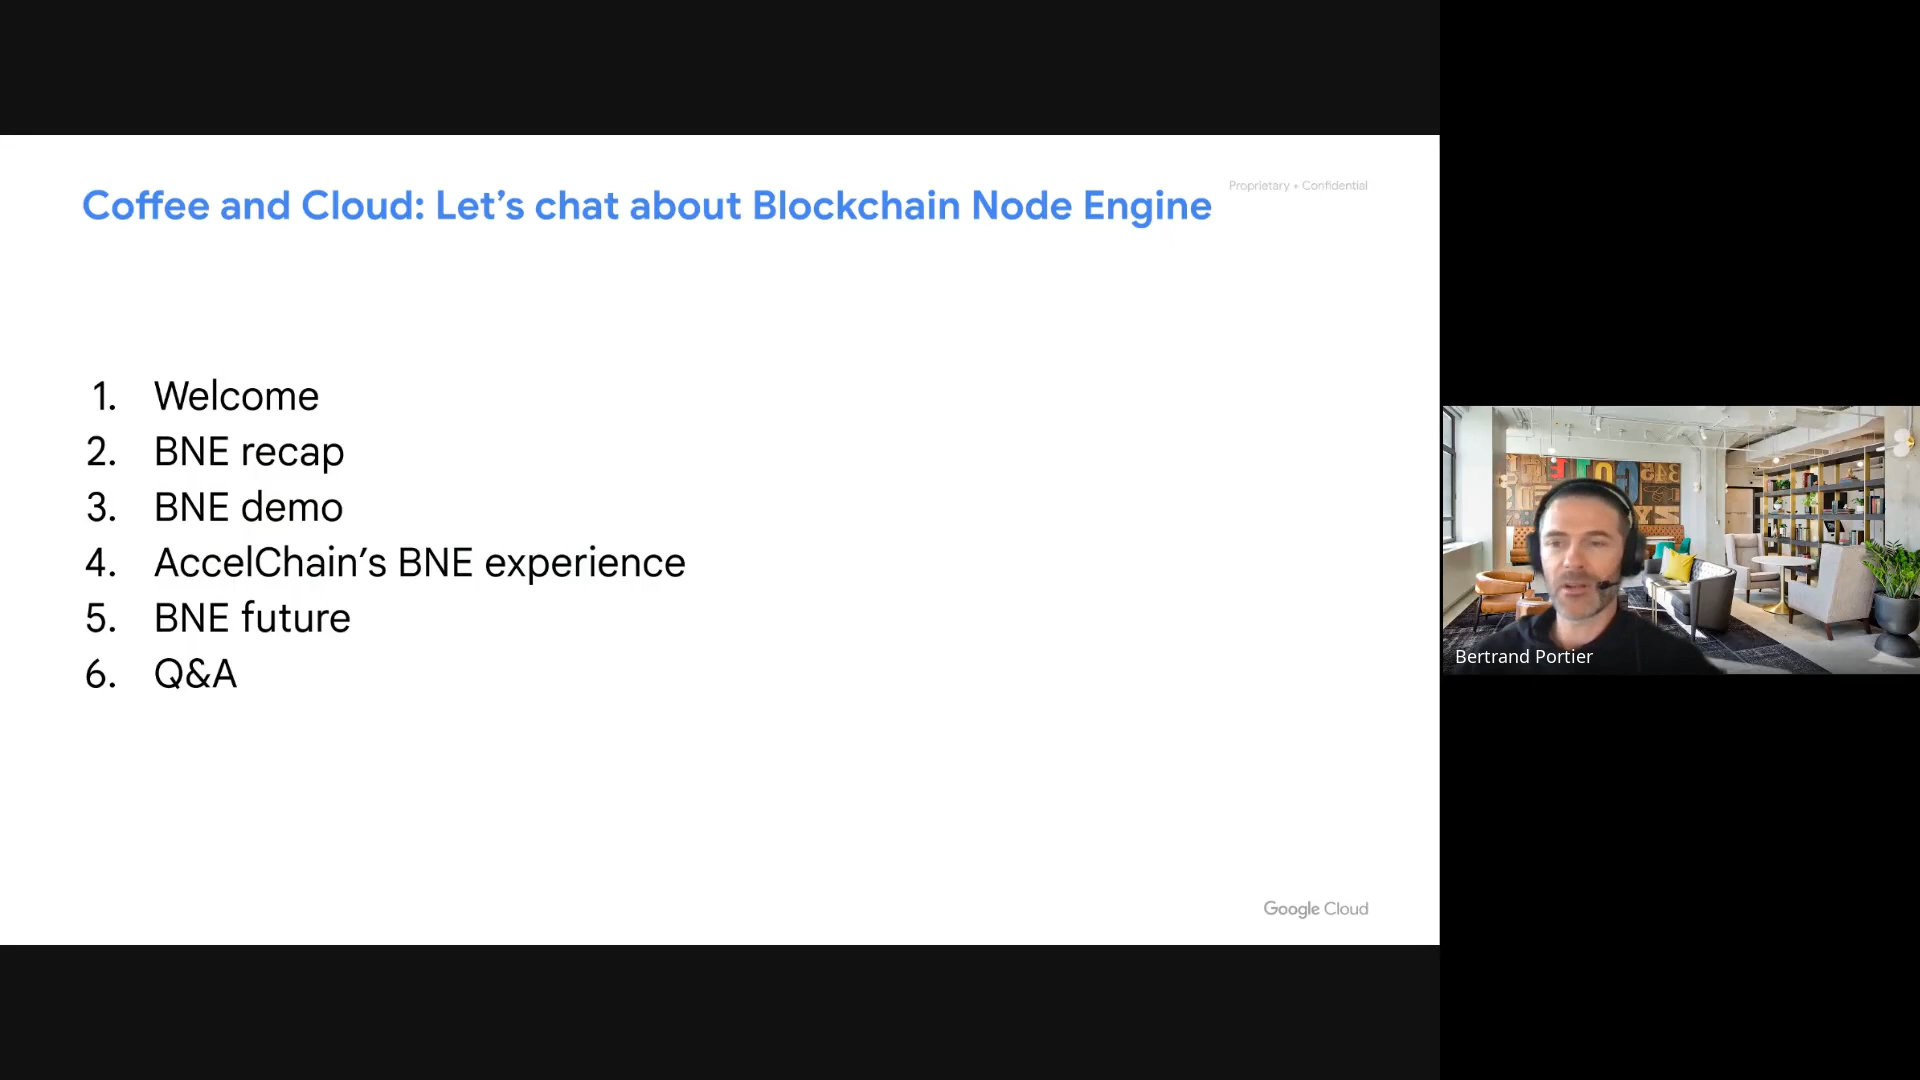 Coffee and Cloud: Let's chat about Blockchain Node Engine
Proprietary + Confidential
1. Welcome
2. BNE recap
3. BNE demo
4. AccelChain's BNE experience
5. BNE future
6. Q&A
Google Cloud
Bertrand Portier